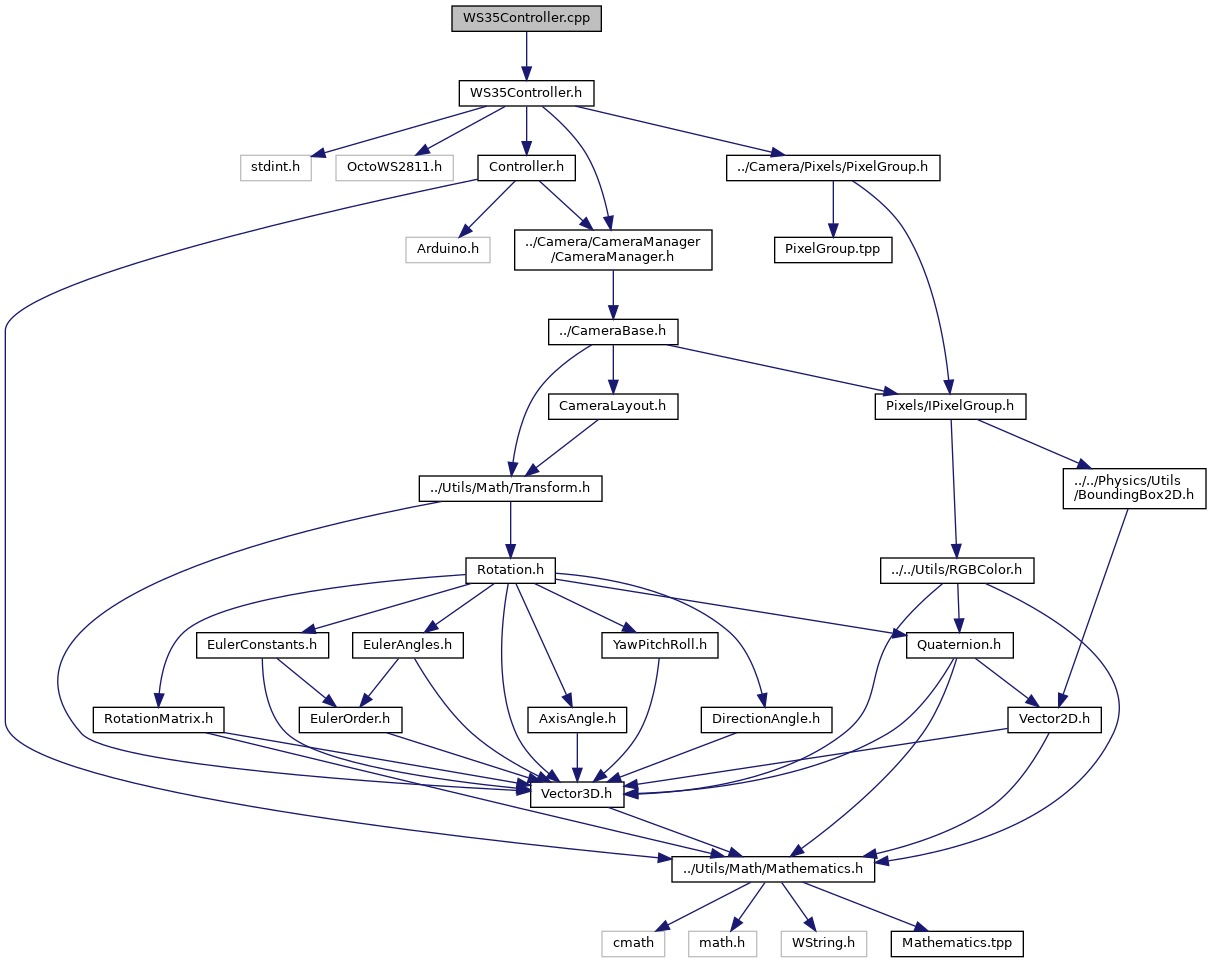 WS35Controller.cpp
WS35Controller.h
stdint.h
OctoWS2811.h
Controller.h
../Camera/Pixels/PixelGroup.h
Arduino.h
../Camera/CameraManager
/CameraManager.h
PixelGroup.tpp
../CameraBase.h
CameraLayout.h
Pixels/IPixelGroup.h
../Utils/Math/Transform.h
../../Physics/Utils
/BoundingBox2D.h
Rotation.h
../../Utils/RGBColor.h
EulerConstants.h
EulerAngles.h
YawPitchRoll.h
Quaternion.h
RotationMatrix.h
EulerOrder.h
AxisAngle.h
DirectionAngle.h
Vector2D.h
Vector3D.h
../Utils/Math/Mathematics.h
cmath
math.h
WString.h
Mathematics.tpp